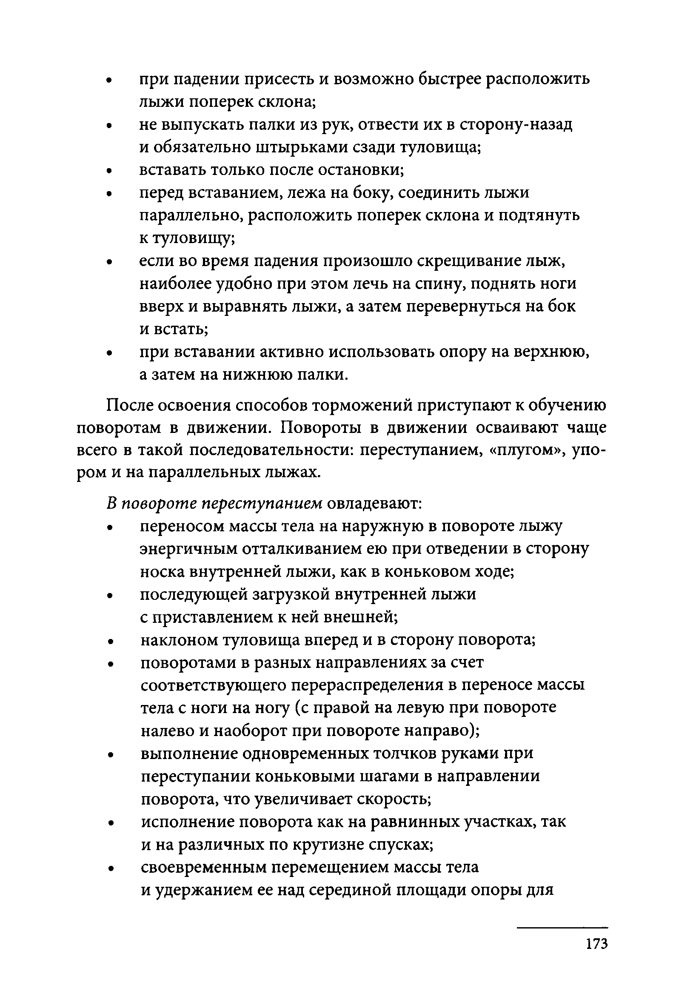 • при падении присесть и возможно быстрее расположить
лыжи поперек склона;
• не выпускать палки из рук, отвести их в сторону-назад
и обязательно штырьками сзади туловища;
• вставать только после остановки;
• перед вставанием, лежа на боку, соединить лыжи
параллельно, расположить поперек склона и подтянуть
к туловищу;
• если во время падения произошло скрещивание лыж,
наиболее удобно при этом лечь на спину, поднять ноги
вверх и выравнять лыжи, а затем перевернуться на бок
и встать;
• при вставании активно использовать опору на верхнюю,
а затем на нижнюю палки.
После освоения способов торможений приступают к обучению
поворотам в движении. Повороты в движении осваивают чаще
всего в такой последовательности: переступанием, «плугом», упо-
ром и на параллельных лыжах.
В повороте переступанием овладевают:
• переносом массы тела на наружную в повороте лыжу
энергичным отталкиванием ею при отведении в сторону
носка внутренней лыжи, как в коньковом ходе;
• последующей загрузкой внутренней лыжи
с приставлением к ней внешней;
• наклоном туловища вперед и в сторону поворота;
• поворотами в разных направлениях за счет
соответствующего перераспределения в переносе массы
тела с ноги на ногу (с правой на левую при повороте
налево и наоборот при повороте направо);
• выполнение одновременных толчков руками при
переступании коньковыми шагами в направлении
поворота, что увеличивает скорость;
• исполнение поворота как на равнинных участках, так
и на различных по крутизне спусках;
• своевременным перемещением массы тела
и удержанием ее над серединой площади опоры для
173